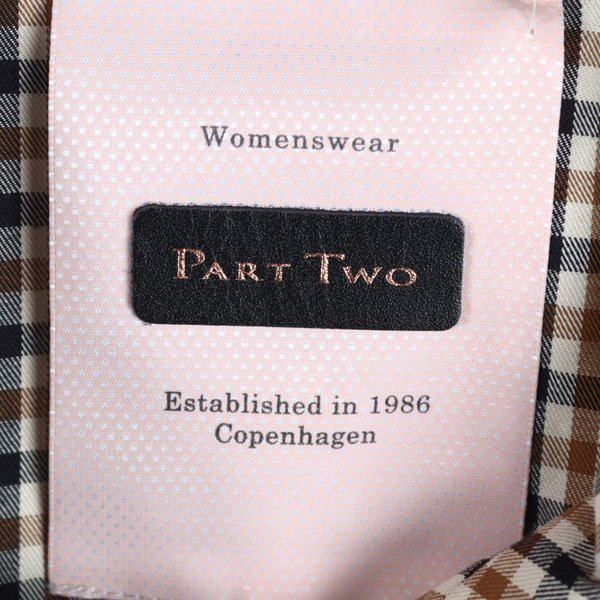 Womenswear
PART TWO
Established in 1986
Copenhagen